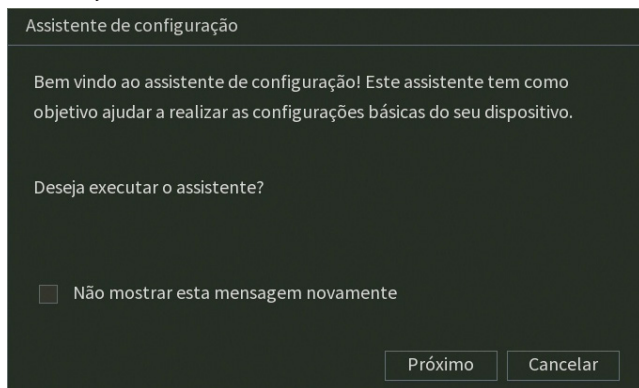 Assistente de configuração
Bem vindo ao assistente de configuração! Este assistente tem como
objetivo ajudar a realizar as configurações básicas do seu dispositivo.
Deseja executar o assistente?
Não mostrar esta mensagem novamente
Próximo
Cancelar